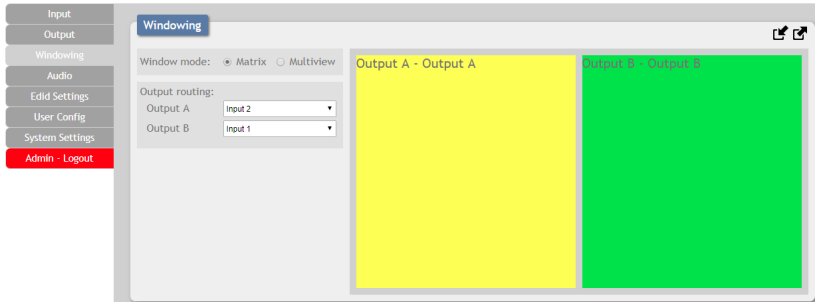 Input
Output
Windowing
Audio
Edid Settings
User Config
System Settings
Admin - Logout
Windowing
Window mode: Matrix Multiview
Output routing:
Output A Input 2
Output B Input 1
Output A - Output A
Output B - Output B